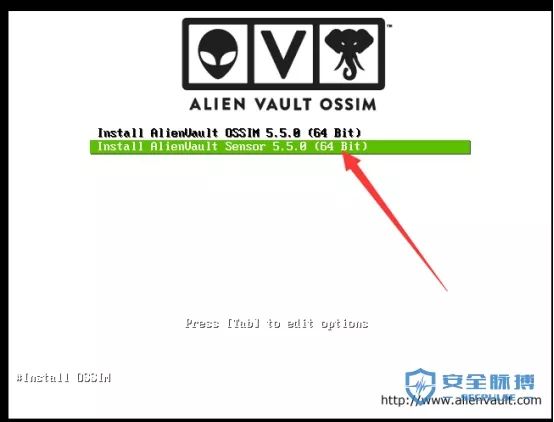 OV
ALIEN VAULT OSSIM
Install AlienVault OSSIM 5.5.0 (64 Bit)
Install AlienVault Sensor 5.5.0 (64 Bit)
Press [Tab] to edit options
#Install OSSIM
安全脉搏
http://www.alienvault.com